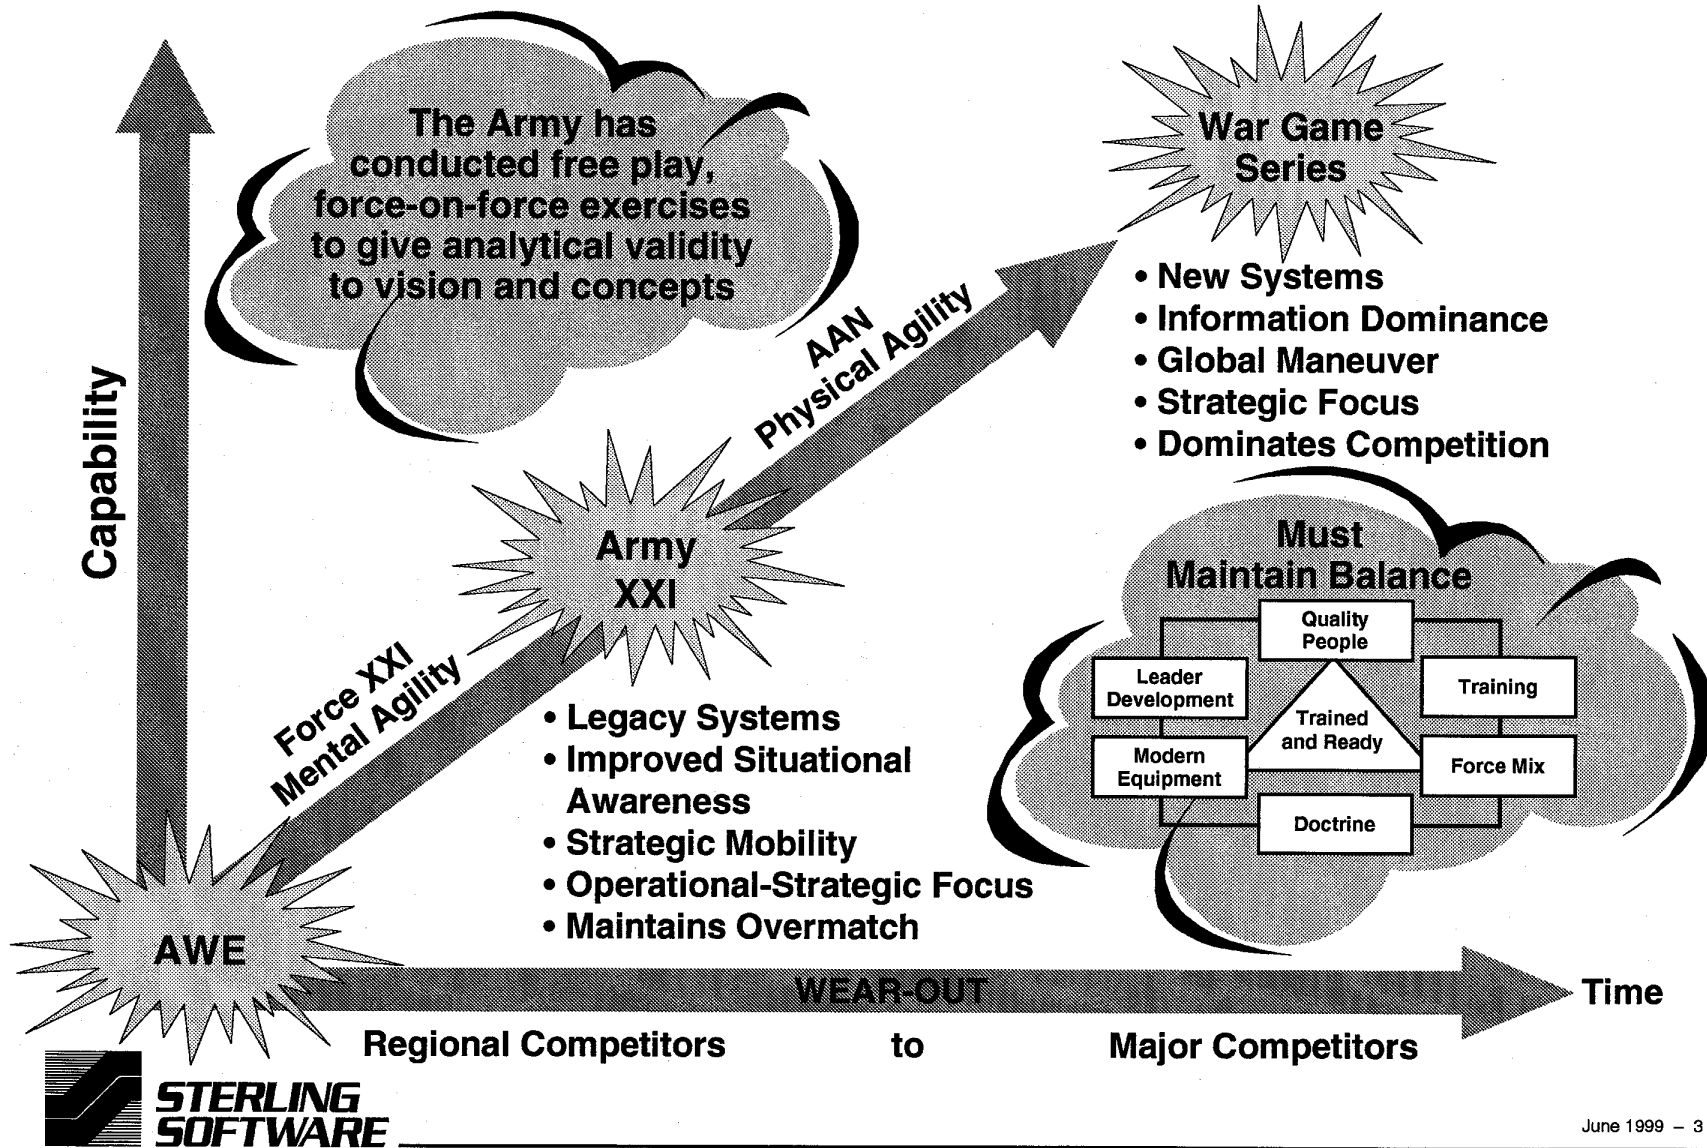 The Army has
conducted free play,
force-on-force exercises
to give analytical validity
to vision and concepts
War Game
Series
• New Systems
• Information Dominance
• Global Maneuver
• Strategic Focus
• Dominates Competition
AAN
Physical Agility
Capability
Army
XXI
Force XXI
Mental Agility
• Legacy Systems
• Improved Situational
Awareness
• Strategic Mobility
• Operational-Strategic Focus
• Maintains Overmatch
Must
Maintain Balance
Quality
People
Leader
Development
Training
Trained
and Ready
Modern
Equipment
Force Mix
Doctrine
AWE
WEAR-OUT
Time
Regional Competitors to Major Competitors
STERLING
SOFTWARE
June 1999 – 3